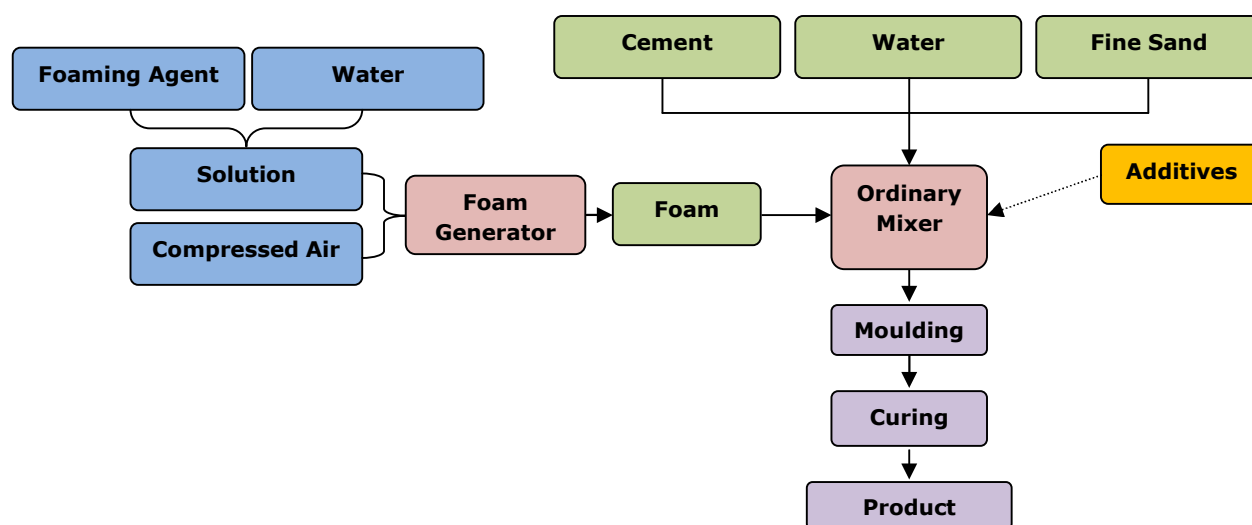 Cement
Water
Fine Sand
Foaming Agent
Water
Solution
Compressed Air
Foam
Generator
Foam
Ordinary
Mixer
Additives
Moulding
Curing
Product